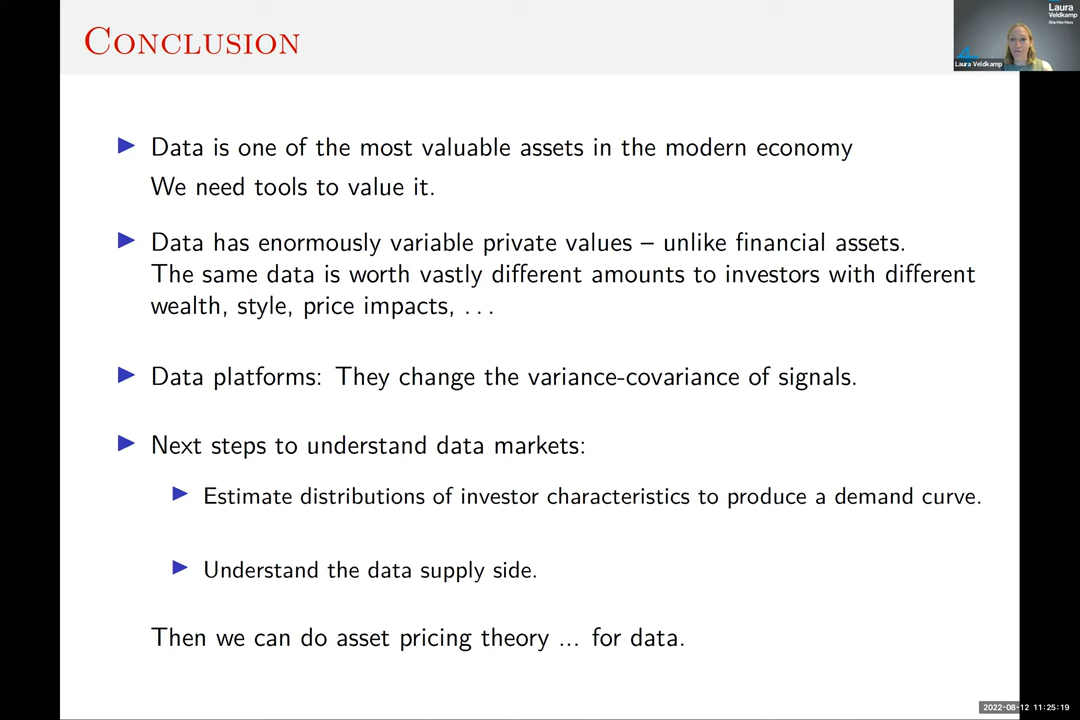 CONCLUSION
Laura
Veldkamp
Laura Veldkamp
▶ Data is one of the most valuable assets in the modern economy
We need tools to value it.
▶ Data has enormously variable private values – unlike financial assets.
The same data is worth vastly different amounts to investors with different
wealth, style, price impacts, . . .
▶ Data platforms: They change the variance-covariance of signals.
▶ Next steps to understand data markets:
▶ Estimate distributions of investor characteristics to produce a demand curve.
▶ Understand the data supply side.
Then we can do asset pricing theory ... for data.
2022-08-12 11:25:19